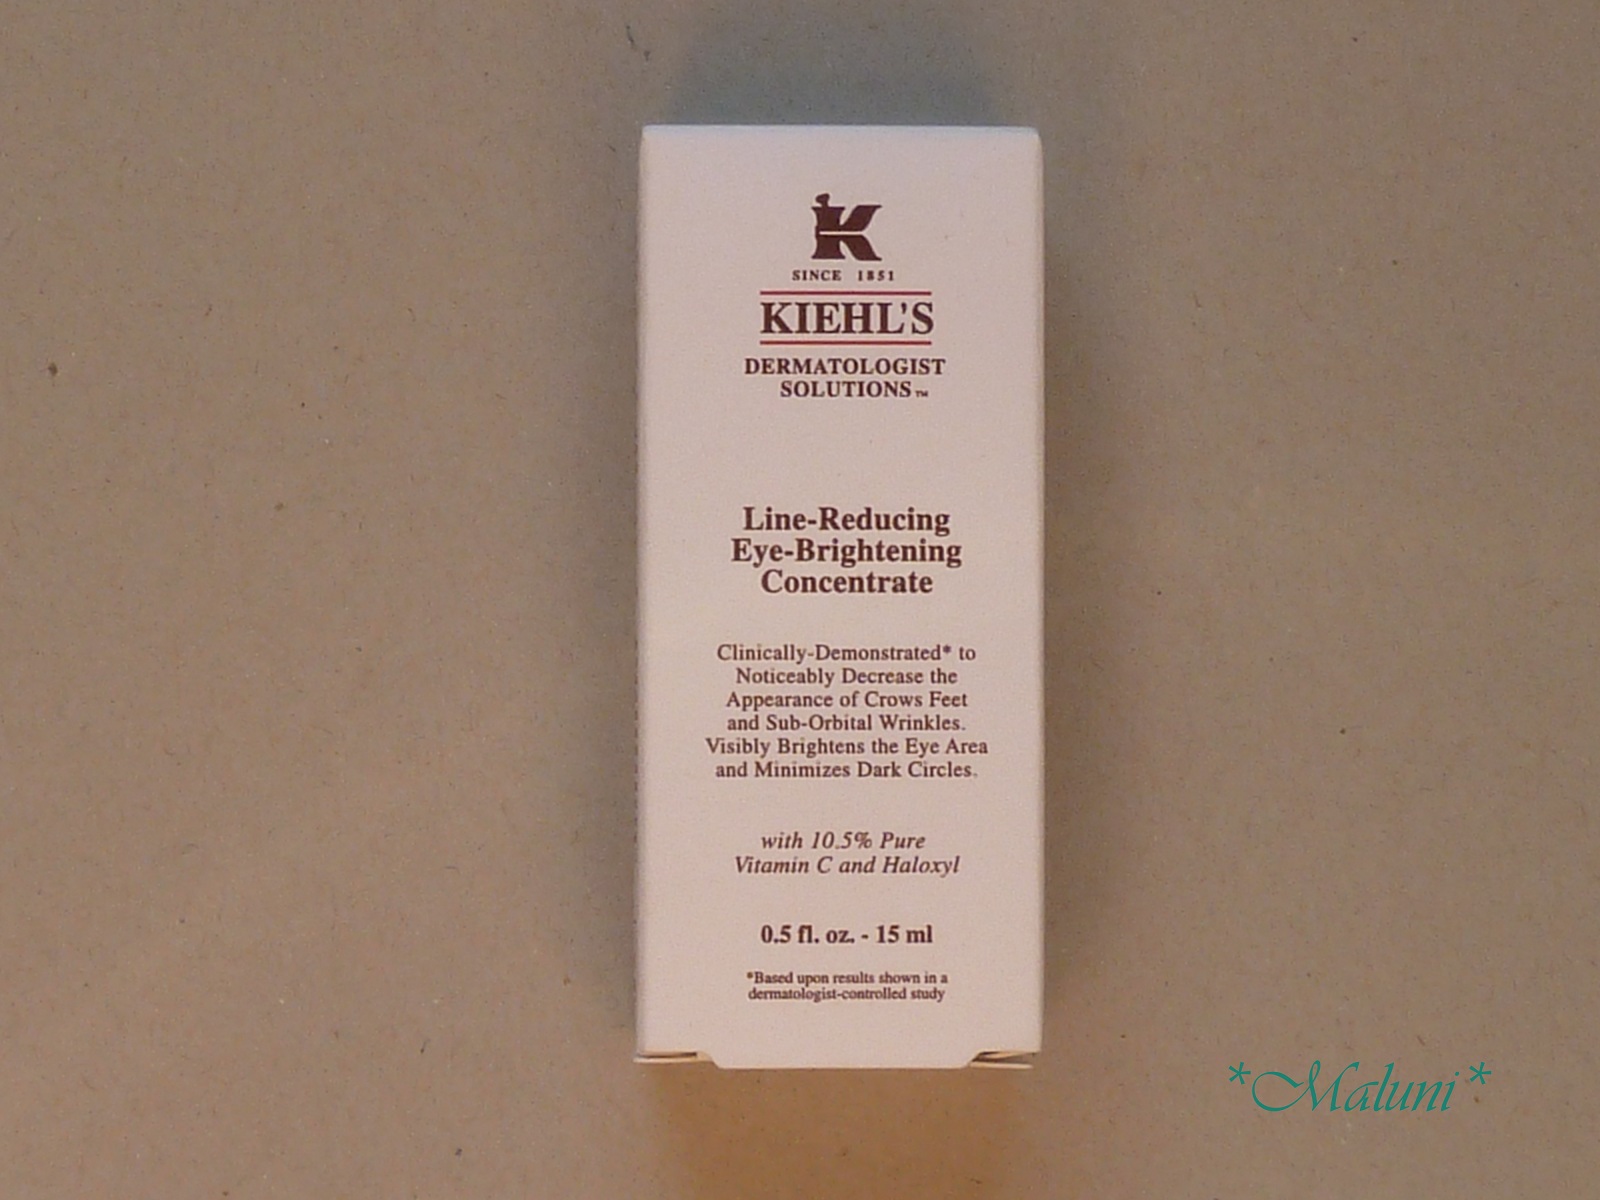 K
SINCE 1851
KIEHL'S
DERMATOLOGIST
SOLUTIONS™
Line-Reducing
Eye-Brightening
Concentrate
Clinically-Demonstrated* to
Noticeably Decrease the
Appearance of Crows Feet
and Sub-Orbital Wrinkles.
Visibly Brightens the Eye Area
and Minimizes Dark Circles.
with 10.5% Pure
Vitamin C and Haloxyl
0.5 fl. oz. - 15 ml
*Based upon results shown in a
dermatologist-controlled study
*Maluni*